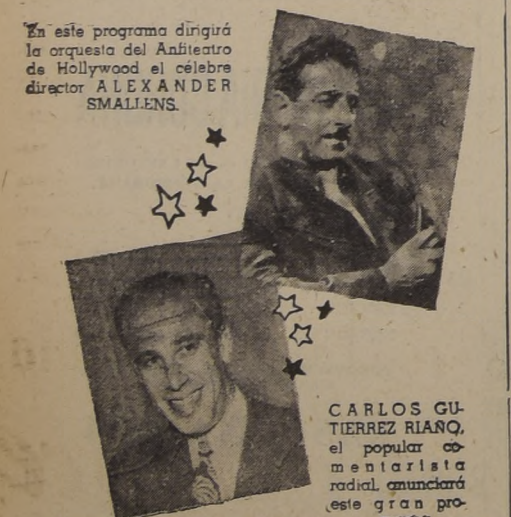 En este programa dirigirá
la orquesta del Anfiteatro
de Hollywood el célebre
director ALEXANDER
SMALLENS.
CARLOS GU-
TIERREZ RIAÑO,
el popular co-
mentarista
radial, anunciará
este gran pro-